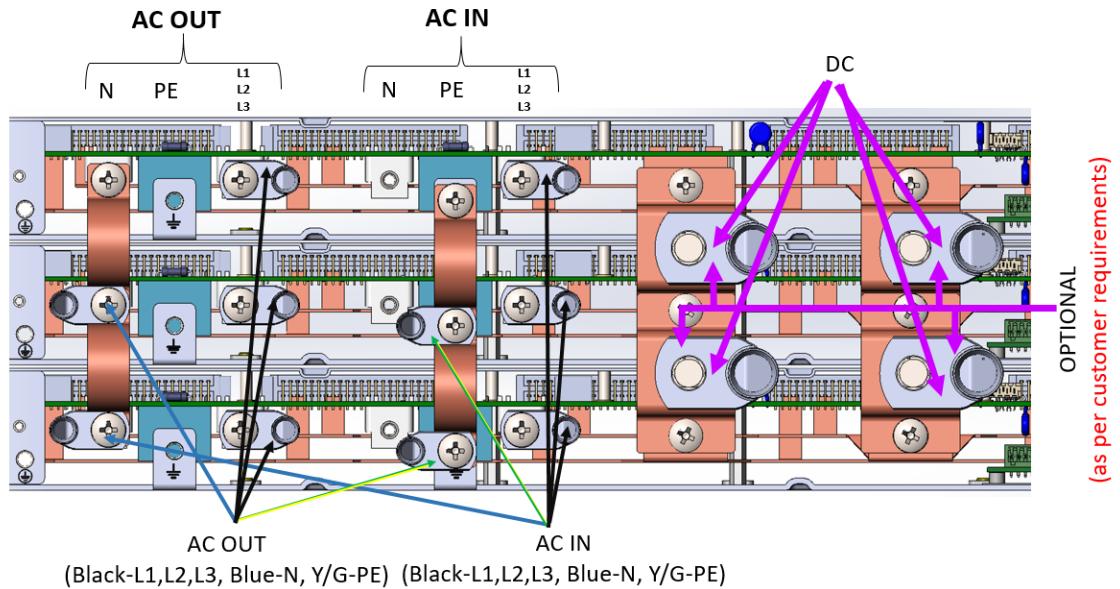 AC OUT
AC IN
N
PE
L1
L2
L3
N
PE
L1
L2
L3
DC
OPTIONAL
(as per customer requirements)
AC OUT
(Black-L1,L2,L3, Blue-N, Y/G-PE)
AC IN
(Black-L1,L2,L3, Blue-N, Y/G-PE)